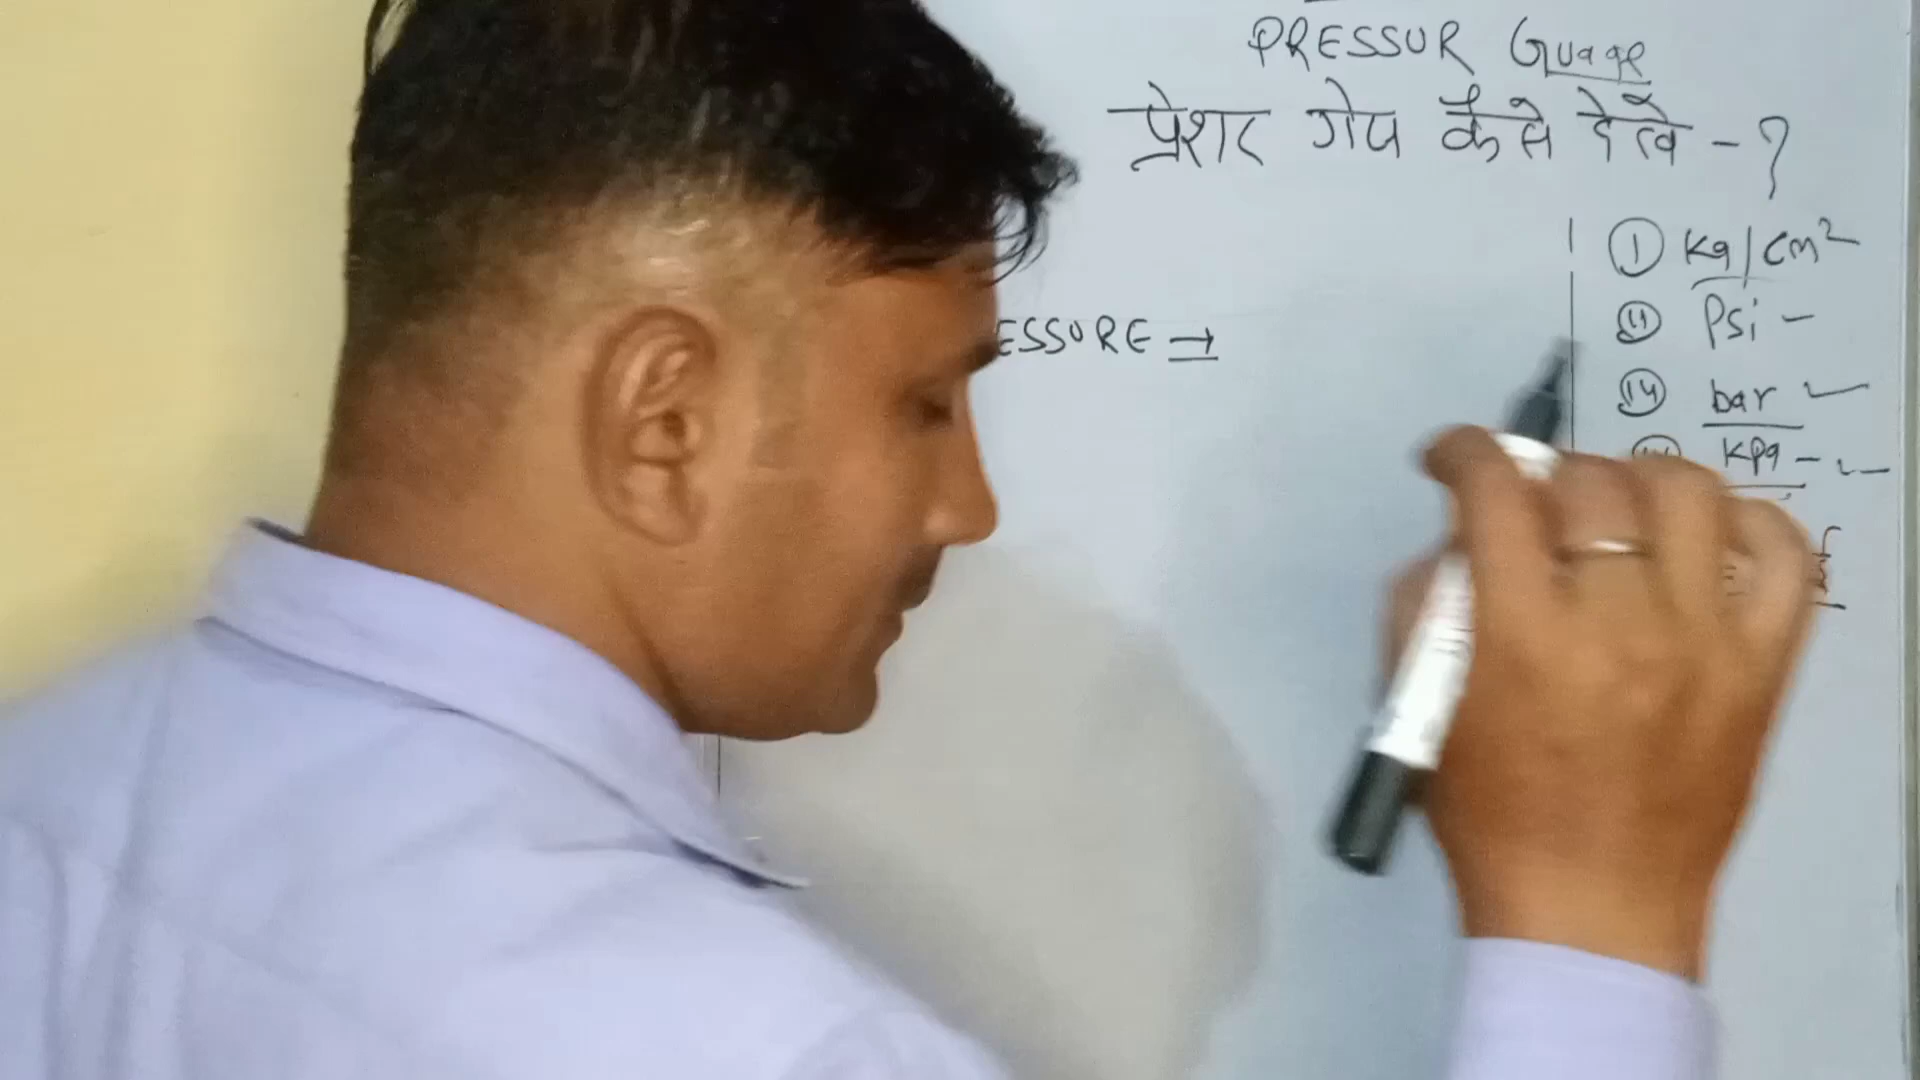 PRESSUR Guage
प्रेशर गेज कैसे देखे - ?
① Kg/cm²
Psi -
ESSURE →
bar
Kpa -